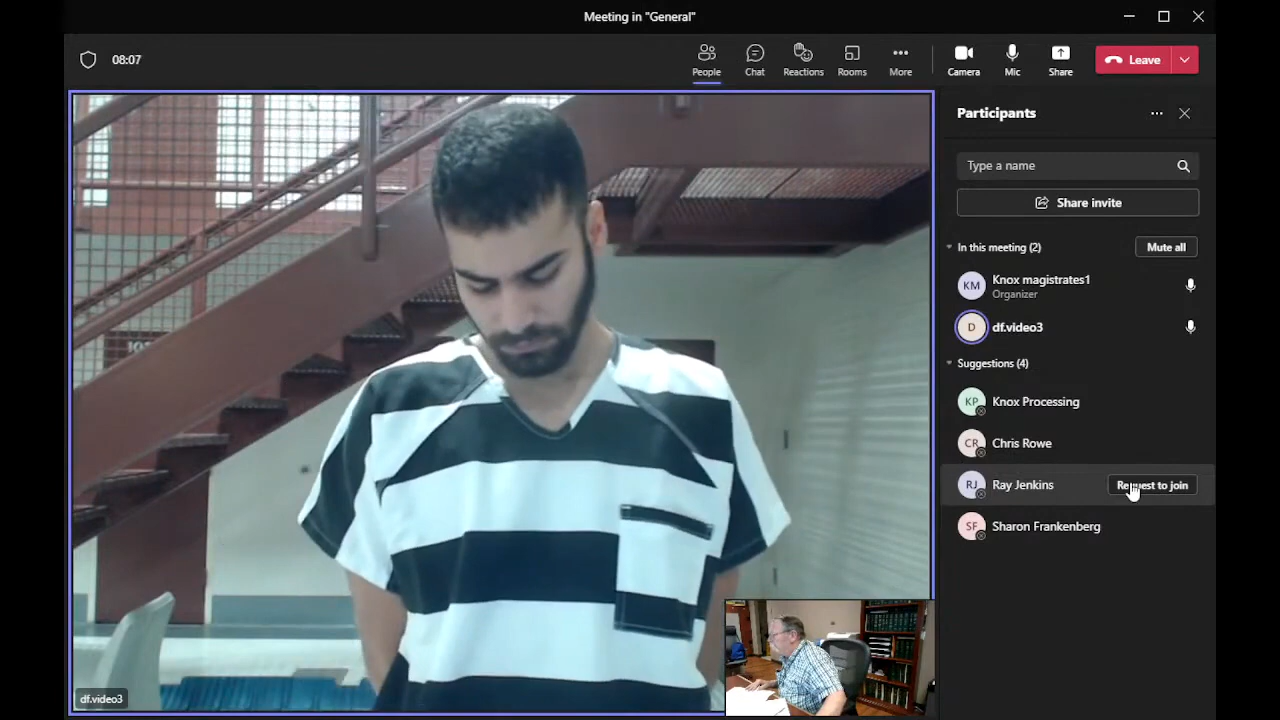 Meeting in "General"
08:07
People
Chat
Reactions
Rooms
More
Camera
Mic
Share
Leave
Participants
Type a name
Share invite
In this meeting (2)
Mute all
KM
Knox magistrates1
Organizer
D
df.video3
Suggestions (4)
KP
Knox Processing
CR
Chris Rowe
RJ
Ray Jenkins
Request to join
SF
Sharon Frankenberg
df.video3